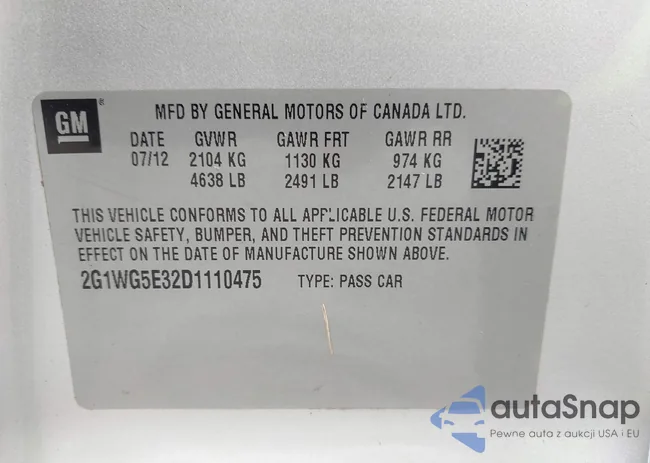 GM ®
MFD BY GENERAL MOTORS OF CANADA LTD.
DATE GVWR GAWR FRT GAWR RR
07/12 2104 KG 1130 KG 974 KG
4638 LB 2491 LB 2147 LB
THIS VEHICLE CONFORMS TO ALL APPLICABLE U.S. FEDERAL MOTOR
VEHICLE SAFETY, BUMPER, AND THEFT PREVENTION STANDARDS IN
EFFECT ON THE DATE OF MANUFACTURE SHOWN ABOVE.
2G1WG5E32D1110475 TYPE: PASS CAR
autaSnap
Pewne auta z aukcji USA i EU